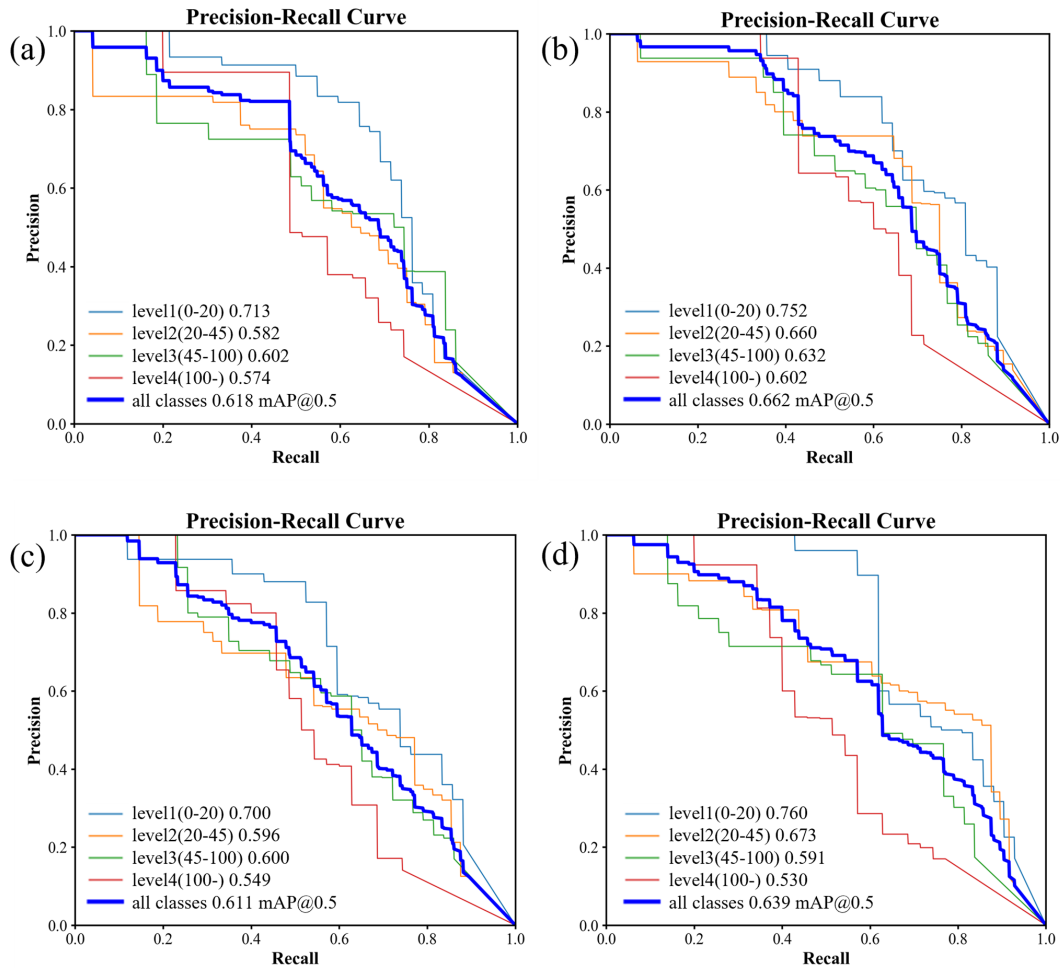 Precision-Recall Curve
(a)
1.0
0.8
0.6
0.4
0.2
0.0
Precision
level1(0-20) 0.713
level2(20-45) 0.582
level3(45-100) 0.602
level4(100-) 0.574
all classes 0.618 mAP@0.5
0.0 0.2 0.4 0.6 0.8 1.0
Recall
Precision-Recall Curve
(b)
1.0
0.8
0.6
0.4
0.2
0.0
Precision
level1(0-20) 0.752
level2(20-45) 0.660
level3(45-100) 0.632
level4(100-) 0.602
all classes 0.662 mAP@0.5
0.0 0.2 0.4 0.6 0.8 1.0
Recall
Precision-Recall Curve
(c)
1.0
0.8
0.6
0.4
0.2
0.0
Precision
level1(0-20) 0.700
level2(20-45) 0.596
level3(45-100) 0.600
level4(100-) 0.549
all classes 0.611 mAP@0.5
0.0 0.2 0.4 0.6 0.8 1.0
Recall
Precision-Recall Curve
(d)
1.0
0.8
0.6
0.4
0.2
0.0
Precision
level1(0-20) 0.760
level2(20-45) 0.673
level3(45-100) 0.591
level4(100-) 0.530
all classes 0.639 mAP@0.5
0.0 0.2 0.4 0.6 0.8 1.0
Recall